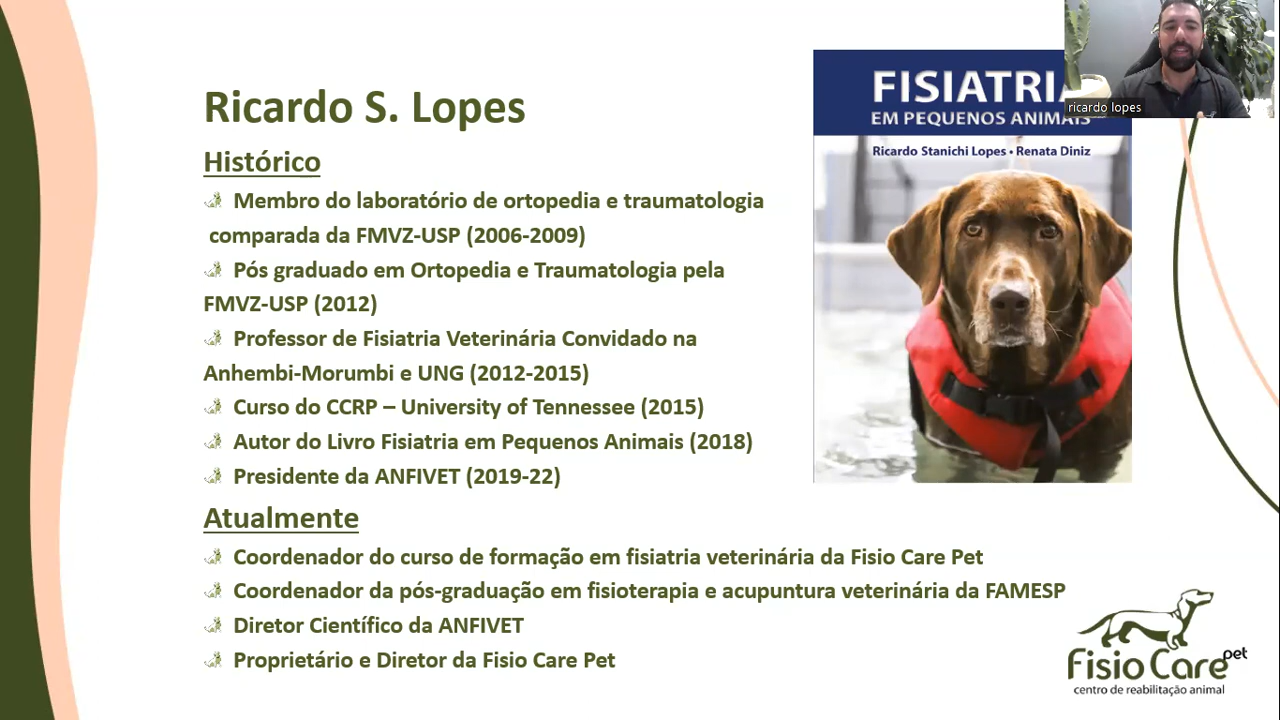 Ricardo S. Lopes
Histórico
Membro do laboratório de ortopedia e traumatologia
comparada da FMVZ-USP (2006-2009)
Pós graduado em Ortopedia e Traumatologia pela
FMVZ-USP (2012)
Professor de Fisiatria Veterinária Convidado na
Anhembi-Morumbi e UNG (2012-2015)
Curso do CCRP – University of Tennessee (2015)
Autor do Livro Fisiatria em Pequenos Animais (2018)
Presidente da ANFIVET (2019-22)
Atualmente
Coordenador do curso de formação em fisiatria veterinária da Fisio Care Pet
Coordenador da pós-graduação em fisioterapia e acupuntura veterinária da FAMESP
Diretor Científico da ANFIVET
Proprietário e Diretor da Fisio Care Pet
FISIATRIA
EM PEQUENOS ANIMAIS
Ricardo Stanichi Lopes • Renata Diniz
ricardo lopes
Fisio Care pet
centro de reabilitação animal